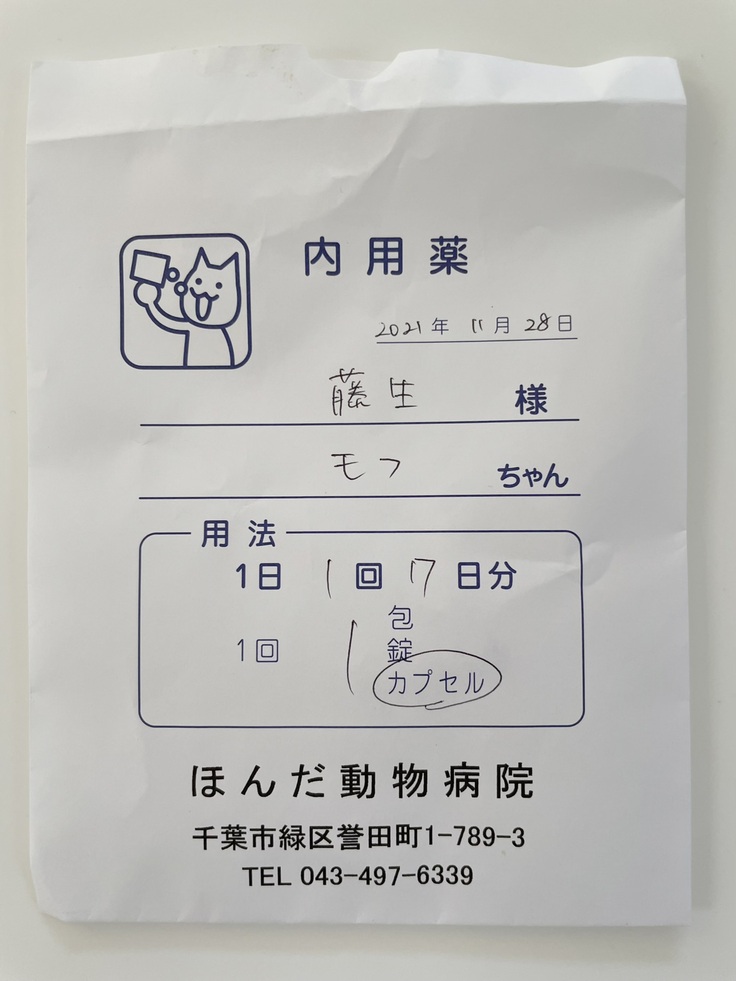 内用薬
2021年 11月 28日
藤生 様
モフ ちゃん
用法
1日 1回 7日分
包
1回 1 錠
カプセル
ほんだ動物病院
千葉市緑区誉田町1-789-3
TEL 043-497-6339